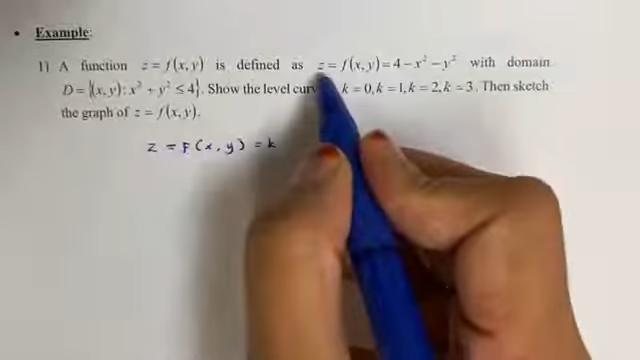 • Example:
1) A function z = f(x, y) is defined as z = f(x, y) = 4 − x² − y² with domain
D = {(x, y): x² + y² ≤ 4}. Show the level k = 0, k = 1, k = 2, k = 3. Then sketch
the graph of z = f(x, y).
z = F(x, y) = k